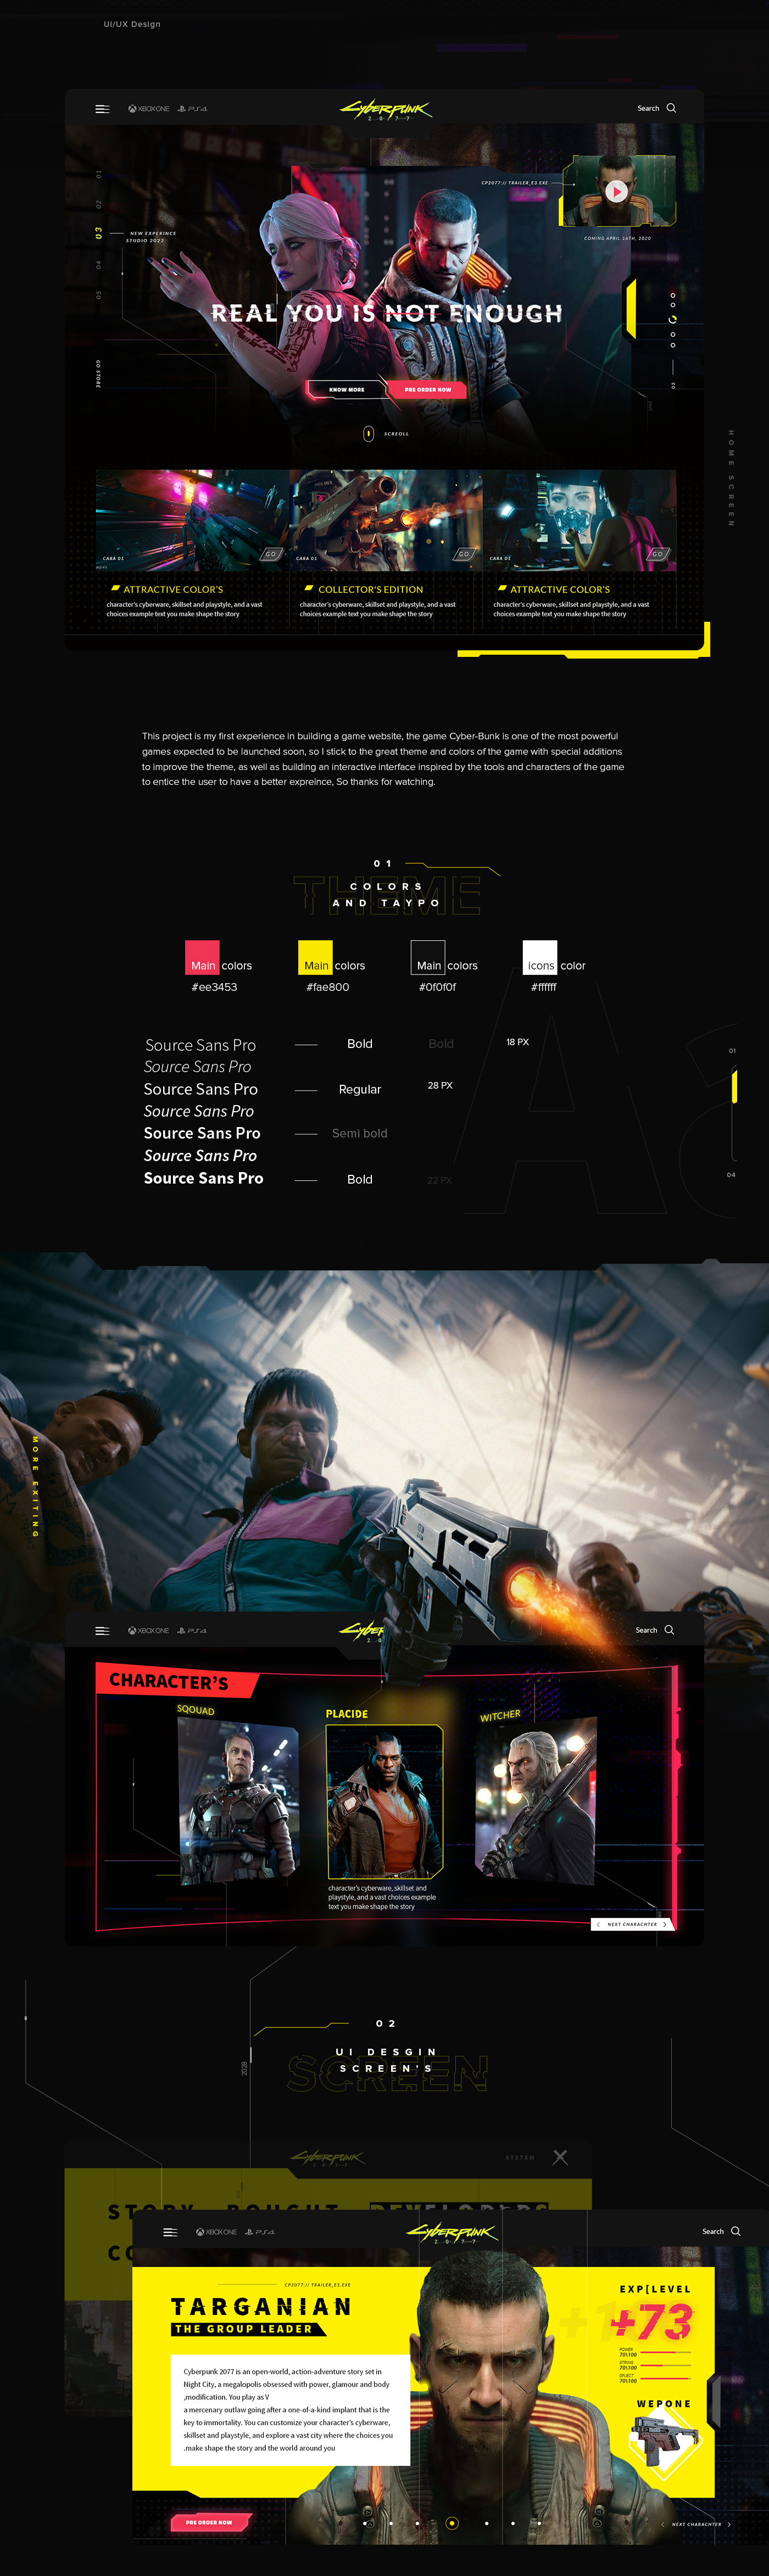 UI/UX Design
XBOXONE PS4
Cyberpunk
2077
Search
01
02
03
04
05
NEW EXPERINCE
STUDIO 2022
GO STORE
CP2077:// TRAILER_E3.EXE
COMING APRIL 16TH, 2020
REAL YOU IS NOT ENOUGH
KNOW MORE
PRE ORDER NOW
SCREOLL
02
HOME SCREEN
CARA 01
GO
CARA 01
GO
CARA 01
GO
ATTRACTIVE COLOR'S
character's cyberware, skillset and playstyle, and a vast
choices example text you make shape the story
COLLECTOR'S EDITION
character's cyberware, skillset and playstyle, and a vast
choices example text you make shape the story
ATTRACTIVE COLOR'S
character's cyberware, skillset and playstyle, and a vast
choices example text you make shape the story
This project is my first experience in building a game website, the game Cyber-Bunk is one of the most powerful
games expected to be launched soon, so I stick to the great theme and colors of the game with special additions
to improve the theme, as well as building an interactive interface inspired by the tools and characters of the game
to entice the user to have a better expreince, So thanks for watching.
01
THEME
COLORS
AND TAYPO
Main colors
#ee3453
Main colors
#fae800
Main colors
#0f0f0f
icons color
#ffffff
Source Sans Pro
Source Sans Pro
Source Sans Pro
Source Sans Pro
Source Sans Pro
Source Sans Pro
Source Sans Pro
Bold
Regular
Semi bold
Bold
Bold
28 PX
22 PX
18 PX
Aa
01
04
MORE EXITING
XBOXONE PS4
Search
CHARACTER'S
SQOUAD
PLACIDE
WITCHER
character's cyberware, skillset and
playstyle, and a vast choices example
text you make shape the story
NEXT CHARACHTER
02
SCREEN
UI DESGIN
SCREEN'S
2028
Cyberpunk
2077
SYSTEM
STORY BOUGHT DEVELOPERS
CO
XBOXONE PS4
Cyberpunk
2077
Search
CP2077:// TRAILER_E3.EXE
TARGANIAN
THE GROUP LEADER
Cyberpunk 2077 is an open-world, action-adventure story set in
Night City, a megalopolis obsessed with power, glamour and body
,modification. You play as V
a mercenary outlaw going after a one-of-a-kind implant that is the
key to immortality. You can customize your character's cyberware,
skillset and playstyle, and explore a vast city where the choices you
.make shape the story and the world around you
EXP[LEVEL
+73
POWER
70\100
STRING
70\100
OPJECT
70\100
WEPONE
PRE ORDER NOW
NEXT CHARACHTER